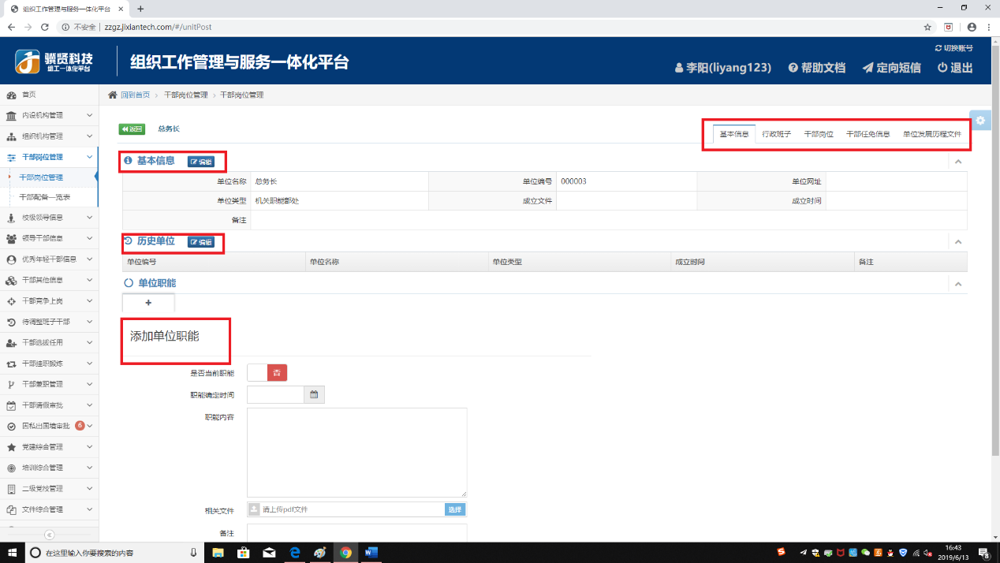 组织工作管理与服务一体化平台
不安全 | zzgz.jixiantech.com/#/unitPost
骥贤科技
组工一体化平台
组织工作管理与服务一体化平台
切换账号
李阳(liyang123) 帮助文档 定向短信 退出
首页
内设机构管理
组织机构管理
干部岗位管理
干部岗位管理
干部配备一览表
校级领导信息
领导干部信息
优秀年轻干部信息
干部其他信息
干部竞争上岗
待调整班子干部
干部选拔任用
干部挂职锻炼
干部兼职管理
干部请假审批
因私出国境审批 6
党建综合管理
培训综合管理
二级党校管理
文件综合管理
回到首页 > 干部岗位管理 > 干部岗位管理
返回 总务长
基本信息 行政班子 干部岗位 干部任免信息 单位发展历程文件
基本信息 编辑
单位名称 总务长 单位编号 000003 单位网址
单位类型 机关职能部处 成立文件 成立时间
备注
历史单位 编辑
单位编号 单位名称 单位类型 成立时间 备注
单位职能
+
添加单位职能
是否当前职能 否
职能确定时间
职能内容
相关文件 请上传pdf文件 选择
备注
在这里输入你要搜索的内容
16:43
2019/6/13
8